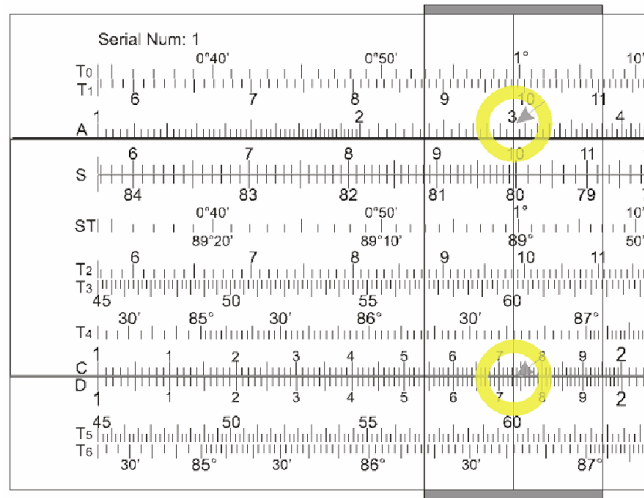 Serial Num: 1
0°40' 0°50' 1° 10'
T0
T1
6 7 8 9 10 11
1 2 3 4
A
6 7 8 9 10 11
S
84 83 82 81 80 79
0°40' 0°50' 1° 10'
ST
89°20' 89°10' 89° 50'
6 7 8 9 10 11
T2
T3
45 50 55 60
30' 85° 30' 86° 30' 87°
T4
1 1 2 3 4 5 6 7 8 9 2
C
D
1 1 2 3 4 5 6 7 8 9 2
45 50 55 60
T5
T6
30' 85° 30' 86° 30' 87°